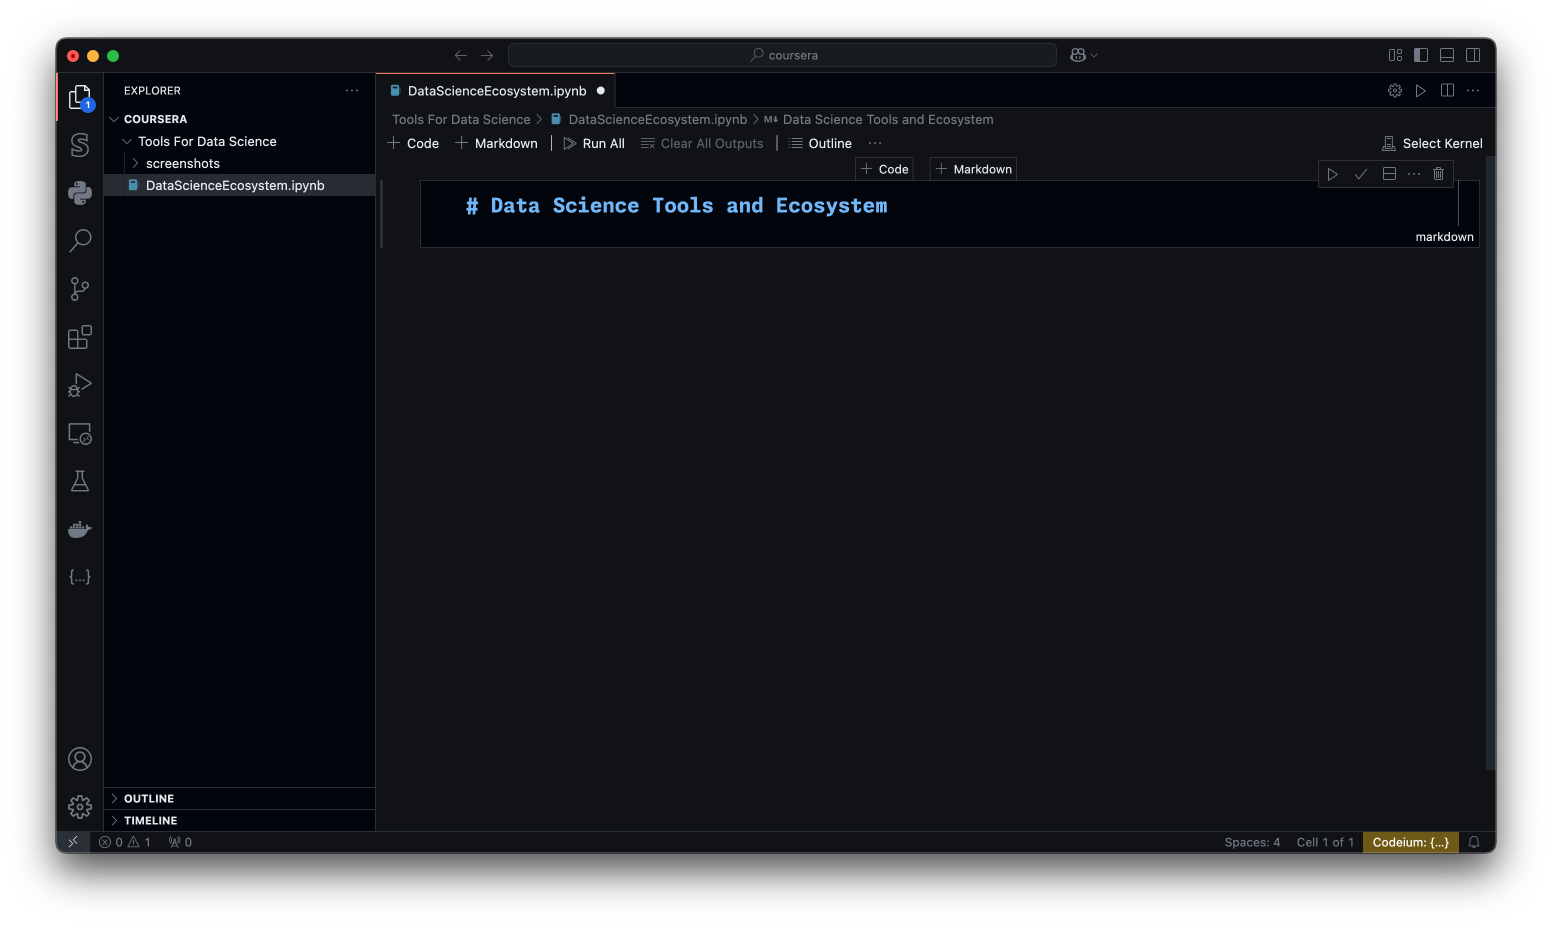 coursera
EXPLORER
DataScienceEcosystem.ipynb
1
COURSERA
Tools For Data Science > DataScienceEcosystem.ipynb > M↓ Data Science Tools and Ecosystem
Tools For Data Science
+ Code + Markdown | Run All Clear All Outputs | Outline ... Select Kernel
screenshots
+ Code + Markdown
DataScienceEcosystem.ipynb
# Data Science Tools and Ecosystem
markdown
{...}
OUTLINE
TIMELINE
0 1 0 Spaces: 4 Cell 1 of 1 Codeium: {...}